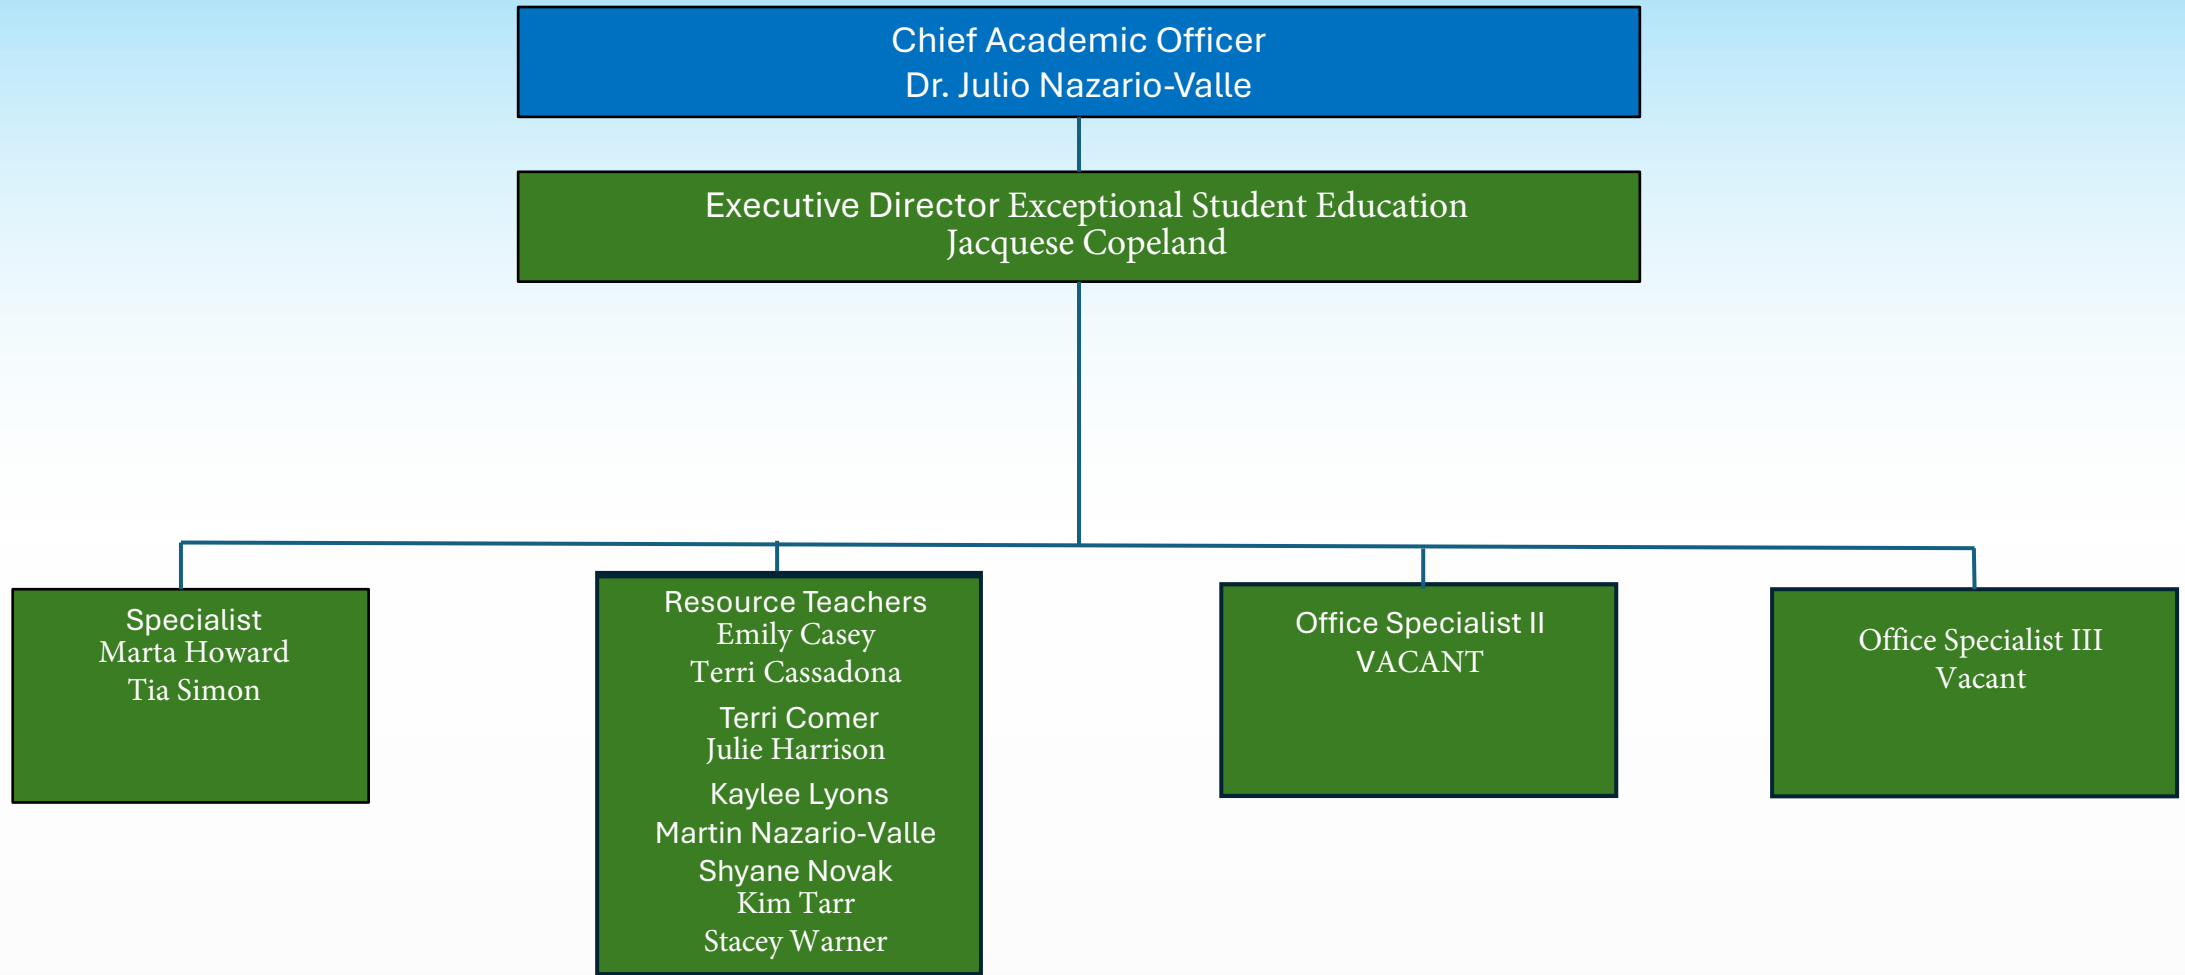 Chief Academic Officer
Dr. Julio Nazario-Valle
Executive Director Exceptional Student Education
Jacquese Copeland
Specialist
Marta Howard
Tia Simon
Resource Teachers
Emily Casey
Terri Cassadona
Terri Comer
Julie Harrison
Kaylee Lyons
Martin Nazario-Valle
Shyane Novak
Kim Tarr
Stacey Warner
Office Specialist II
VACANT
Office Specialist III
Vacant